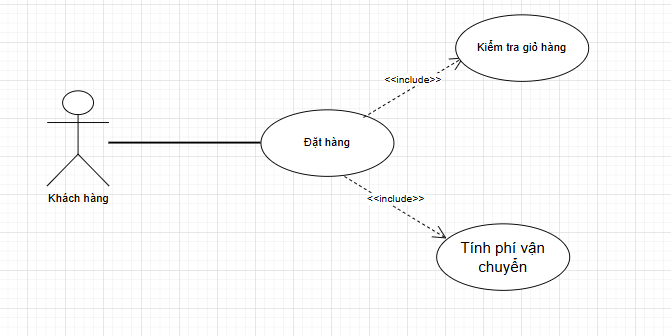 Kiểm tra giỏ hàng
<<include>>
Đặt hàng
Khách hàng
<<include>>
Tính phí vận
chuyển